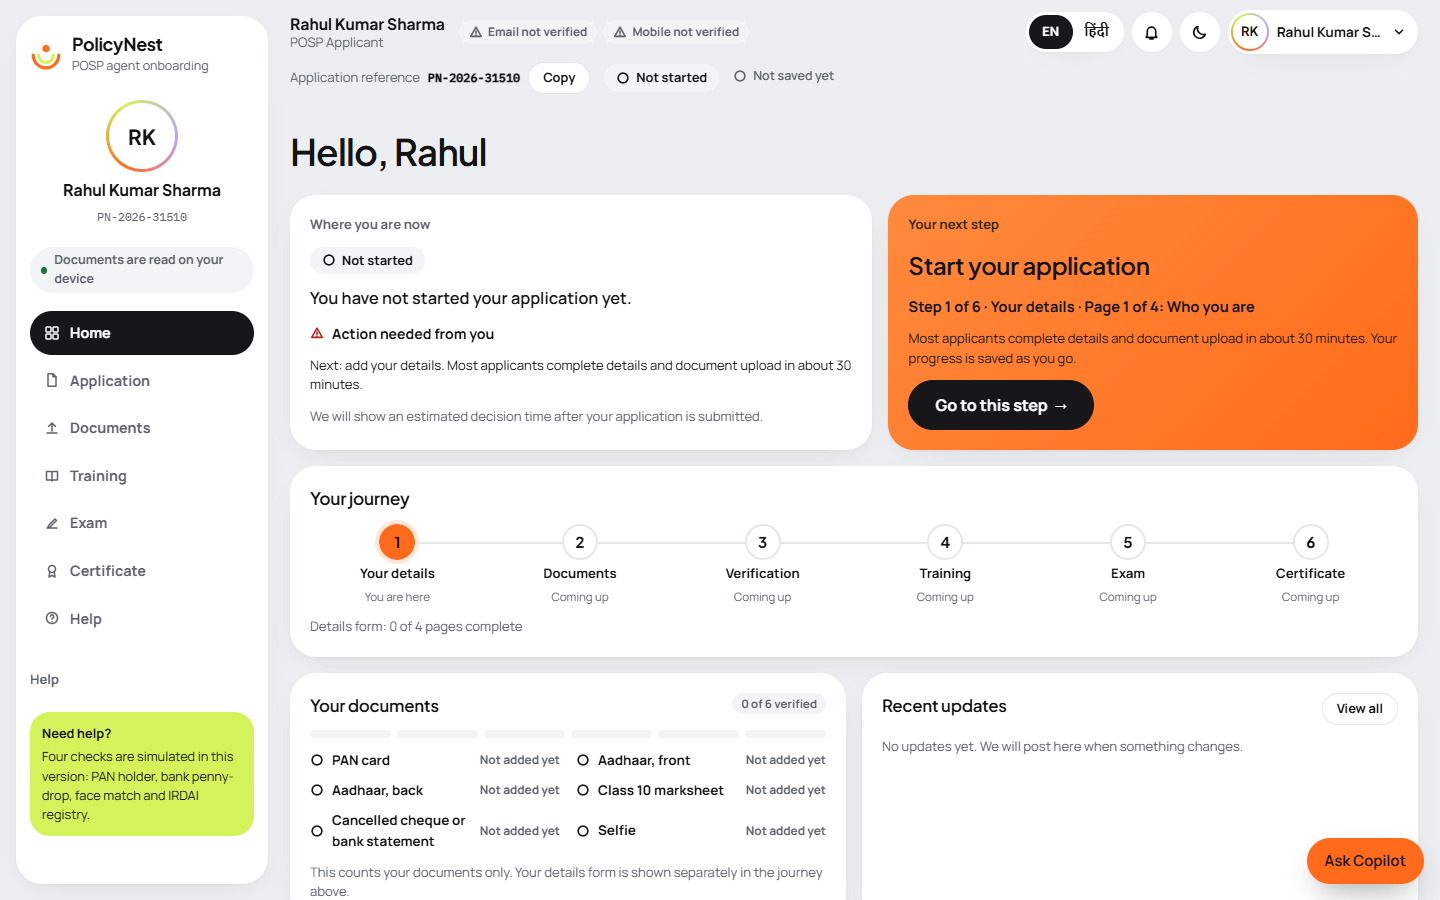 PolicyNest
POSP agent onboarding
RK
Rahul Kumar Sharma
PN-2026-31510
Documents are read on your
device
Home
Application
Documents
Training
Exam
Certificate
Help
Help
Need help?
Four checks are simulated in this
version: PAN holder, bank penny-
drop, face match and IRDAI
registry.
Rahul Kumar Sharma
POSP Applicant
Email not verified
Mobile not verified
EN
हिंदी
RK
Rahul Kumar S...
Application reference PN-2026-31510
Copy
Not started
Not saved yet
Hello, Rahul
Where you are now
Not started
You have not started your application yet.
Action needed from you
Next: add your details. Most applicants complete details and document upload in about 30
minutes.
We will show an estimated decision time after your application is submitted.
Your next step
Start your application
Step 1 of 6 · Your details · Page 1 of 4: Who you are
Most applicants complete details and document upload in about 30 minutes. Your
progress is saved as you go.
Go to this step →
Your journey
1
2
3
4
5
6
Your details
Documents
Verification
Training
Exam
Certificate
You are here
Coming up
Coming up
Coming up
Coming up
Coming up
Details form: 0 of 4 pages complete
Your documents
0 of 6 verified
PAN card
Not added yet
Aadhaar, front
Not added yet
Aadhaar, back
Not added yet
Class 10 marksheet
Not added yet
Cancelled cheque or
bank statement
Not added yet
Selfie
Not added yet
This counts your documents only. Your details form is shown separately in the journey
above.
Recent updates
View all
No updates yet. We will post here when something changes.
Ask Copilot